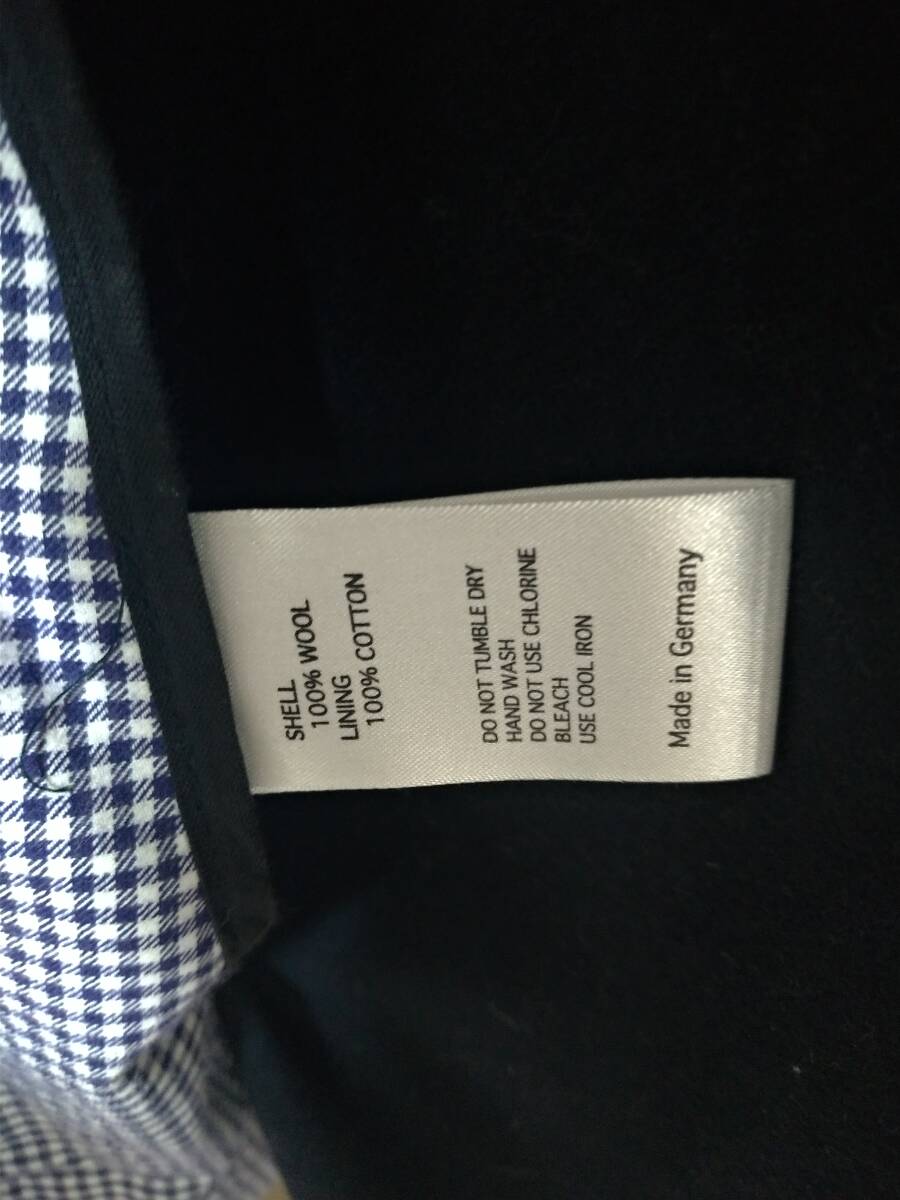 SHELL
100% WOOL
LINING
100% COTTON
DO NOT TUMBLE DRY
HAND WASH
DO NOT USE CHLORINE
BLEACH
USE COOL IRON
Made in Germany